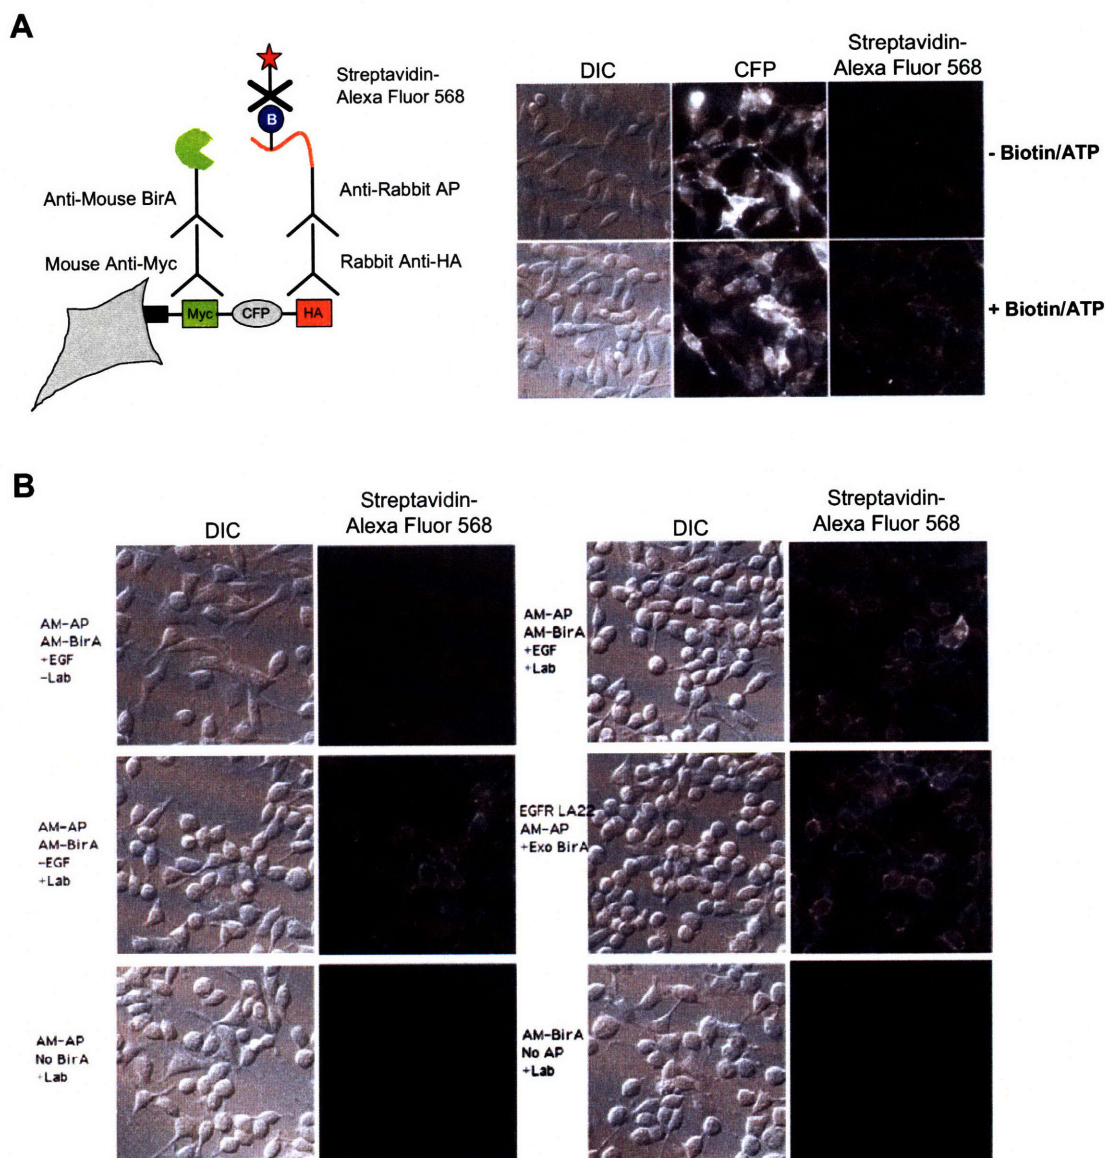 A
Streptavidin-
Alexa Fluor 568
B
Anti-Mouse BirA
Anti-Rabbit AP
Mouse Anti-Myc
Rabbit Anti-HA
Myc
CFP
HA
DIC
CFP
Streptavidin-
Alexa Fluor 568
- Biotin/ATP
+ Biotin/ATP
B
DIC
Streptavidin-
Alexa Fluor 568
DIC
Streptavidin-
Alexa Fluor 568
AM-AP
AM-BirA
+EGF
-Lab
AM-AP
AM-BirA
+EGF
+Lab
AM-AP
AM-BirA
-EGF
+Lab
EGFR LA22
AM-AP
+Exo BirA
AM-AP
No BirA
+Lab
AM-BirA
No AP
+Lab